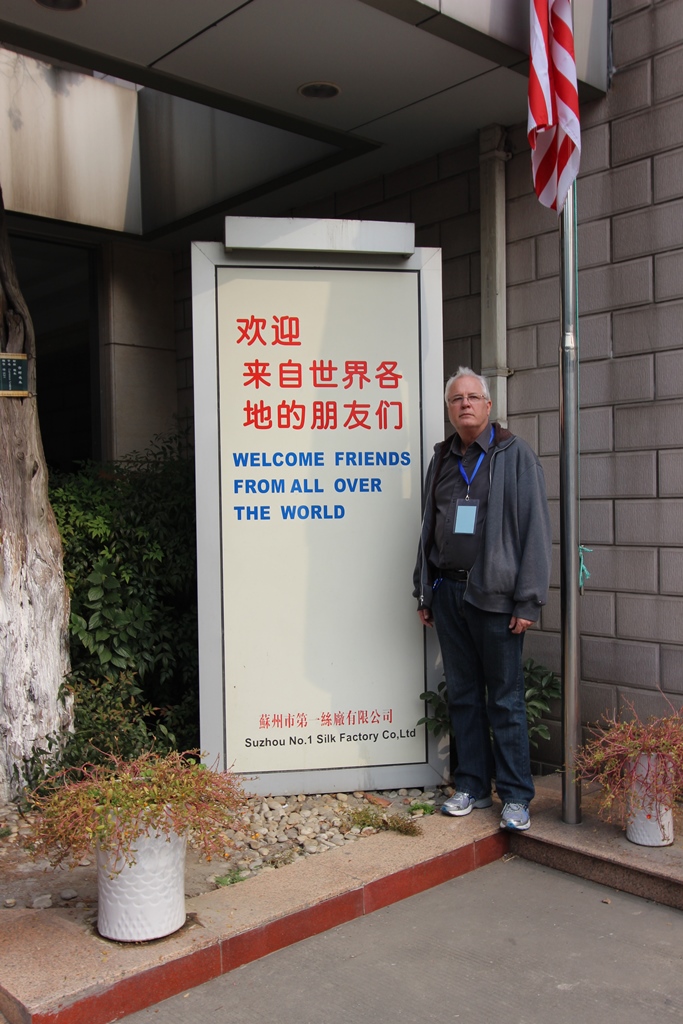 欢迎
来自世界各
地的朋友们
WELCOME FRIENDS
FROM ALL OVER
THE WORLD
蘇州市第一絲廠有限公司
Suzhou No.1 Silk Factory Co,Ltd